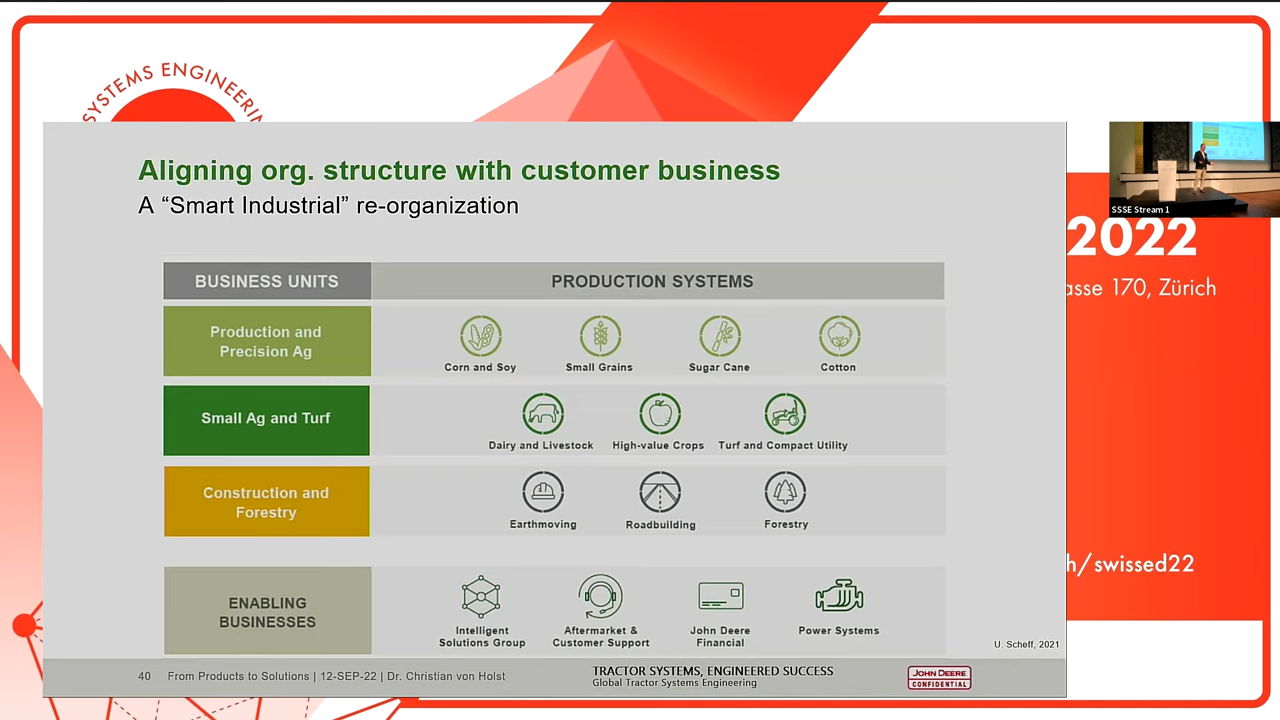 SYSTEMS ENGINEERIN
Aligning org. structure with customer business
A “Smart Industrial” re-organization
BUSINESS UNITS
PRODUCTION SYSTEMS
Production and
Precision Ag
Corn and Soy
Small Grains
Sugar Cane
Cotton
Small Ag and Turf
Dairy and Livestock
High-value Crops
Turf and Compact Utility
Construction and
Forestry
Earthmoving
Roadbuilding
Forestry
ENABLING
BUSINESSES
Intelligent
Solutions Group
Aftermarket &
Customer Support
John Deere
Financial
Power Systems
U. Scheff, 2021
40 From Product to Solutions | 12-SEP-22 | Dr. Christian von Holst
TRACTOR SYSTEMS, ENGINEERED SUCCESS
Global Tractor Systems Engineering
JOHN DEERE
CONFIDENTIAL
SSSE Stream 1
2022
asse 170, Zürich
h/swissed22